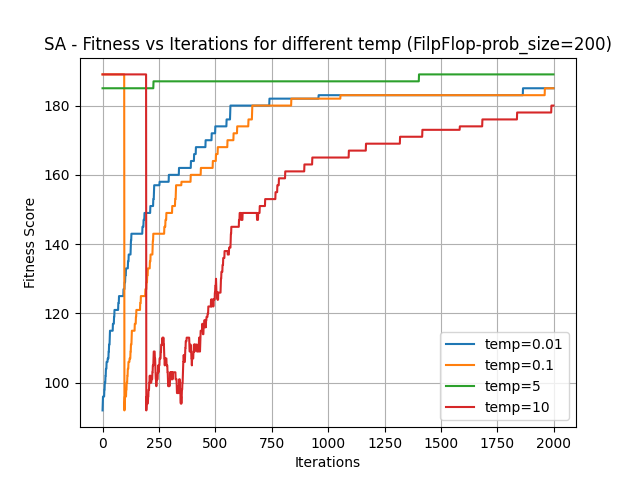 SA - Fitness vs Iterations for different temp (FilpFlop-prob_size=200)
Fitness Score
180
160
140
120
100
temp=0.01
temp=0.1
temp=5
temp=10
0 250 500 750 1000 1250 1500 1750 2000
Iterations